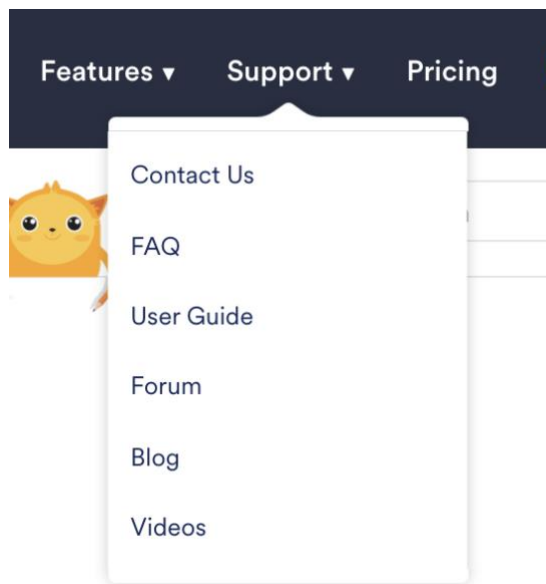 Features ▾ Support ▾ Pricing
Contact Us
FAQ
User Guide
Forum
Blog
Videos